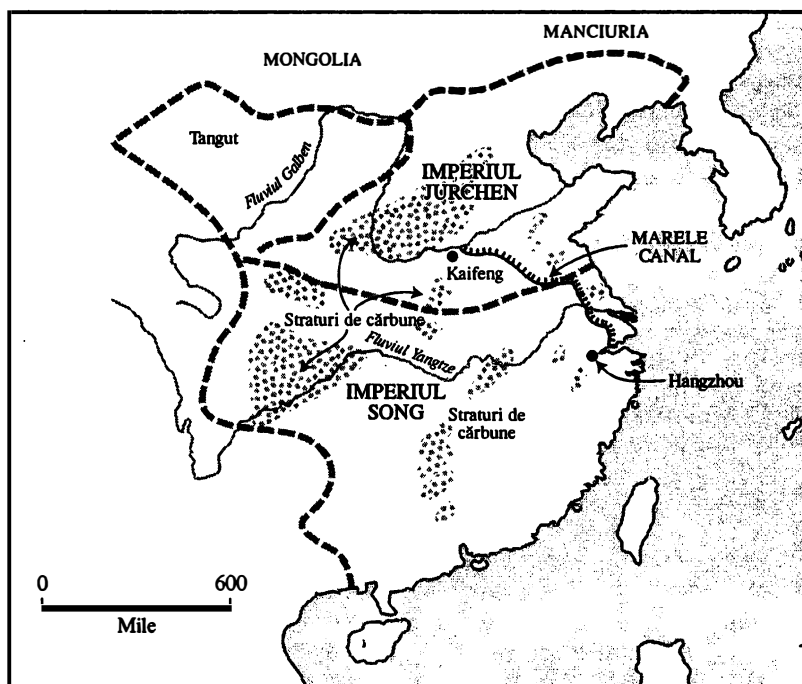 MANCIURIA
MONGOLIA
Tangut
Fluviul Galben
IMPERIUL
JURCHEN
MARELE
CANAL
Kaifeng
Straturi de cărbune
Fluviul Yangtze
IMPERIUL
SONG
Hangzhou
Straturi de
cărbune
0 600
Mile